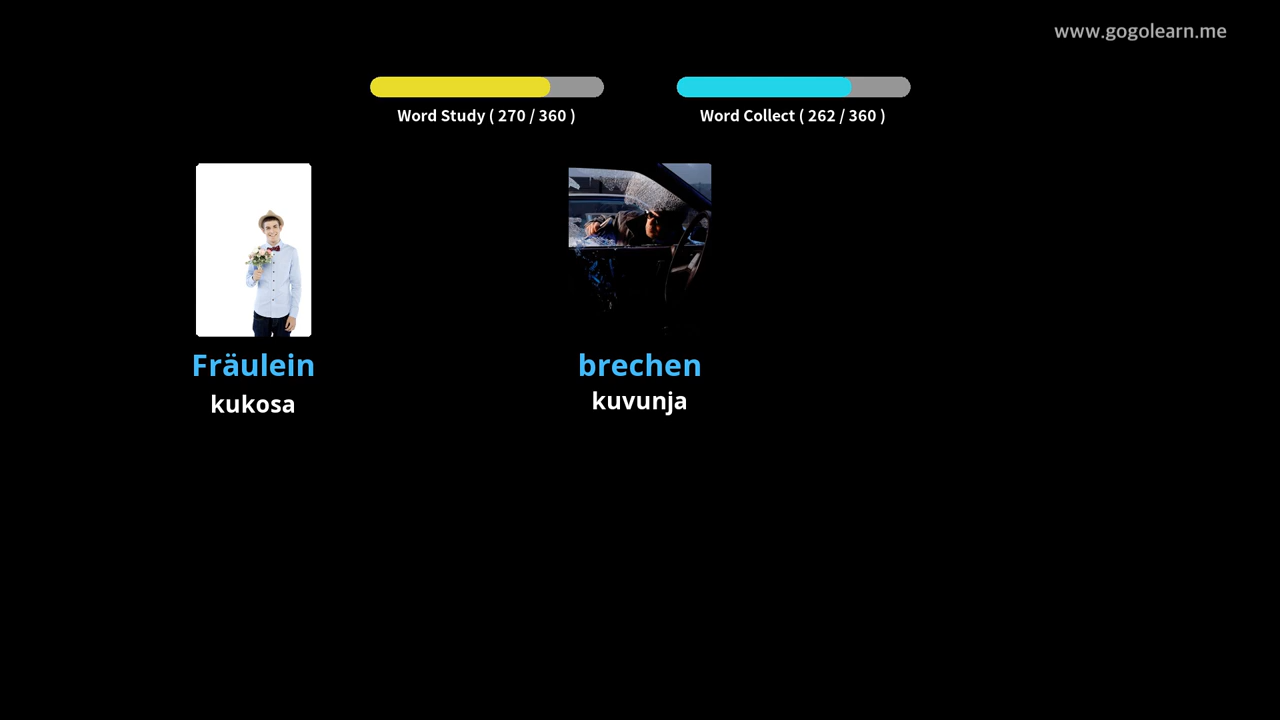 www.gogolearn.me
Word Study ( 270 / 360 )
Word Collect ( 262 / 360 )
Fräulein
kukosa
brechen
kuvunja